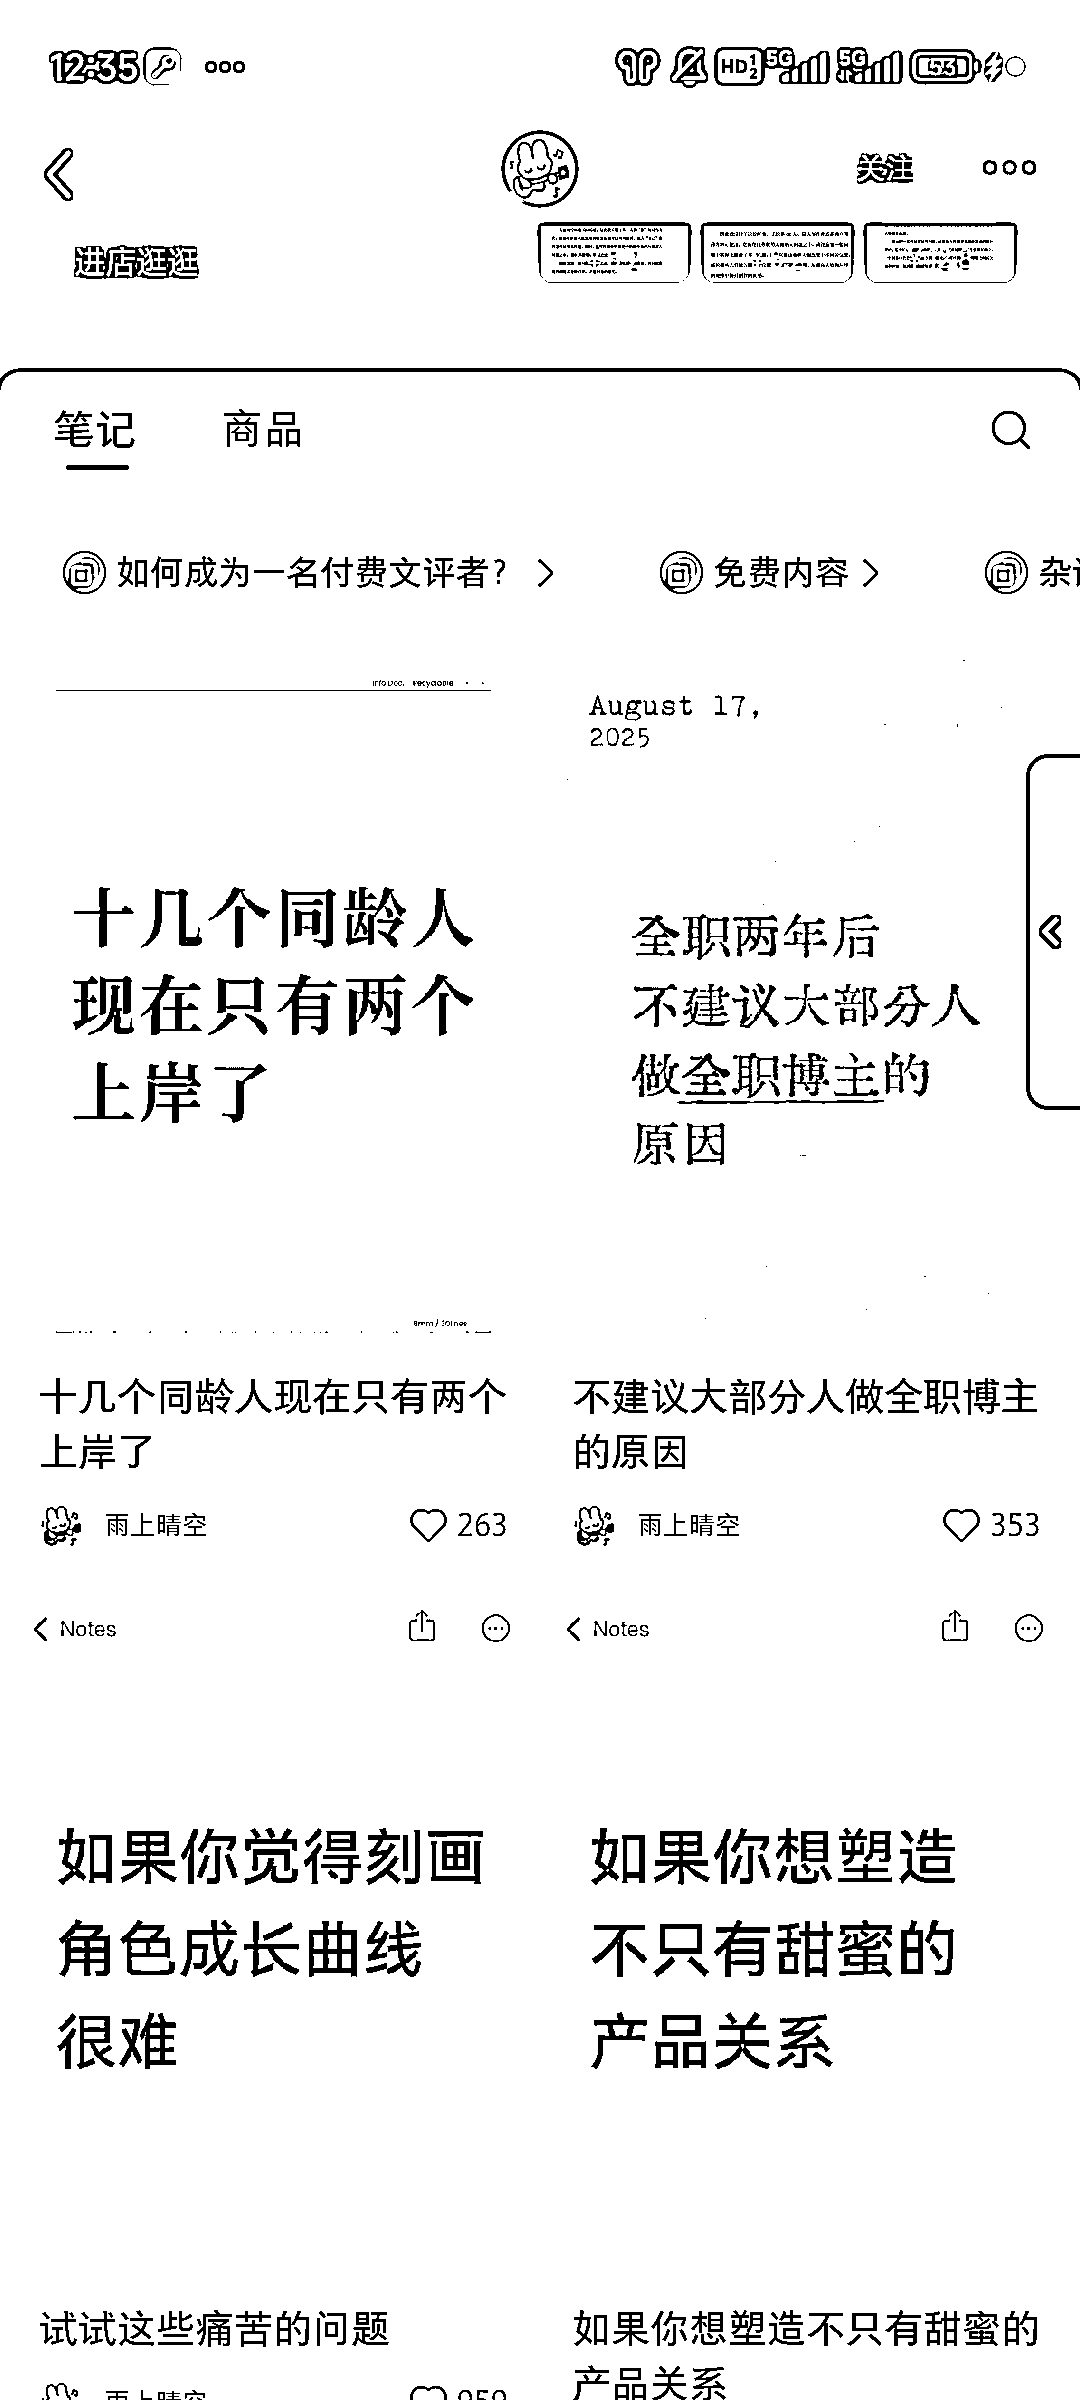 12:35
HD 1 2 5G 5G 53
关注
进店逛逛
笔记 商品
如何成为一名付费文评者? 免费内容
August 17,
2025
十几个同龄人
现在只有两个
上岸了
全职两年后
不建议大部分人
做全职博主的
原因
十几个同龄人现在只有两个
上岸了
不建议大部分人做全职博主
的原因
雨上晴空 263
雨上晴空 353
Notes
Notes
如果你觉得刻画
角色成长曲线
很难
如果你想塑造
不只有甜蜜的
产品关系
试试这些痛苦的问题
如果你想塑造不只有甜蜜的
产品关系